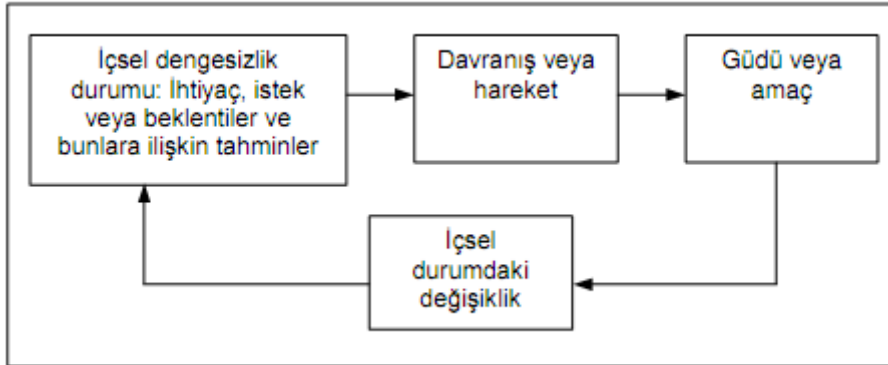 İçsel dengesizlik
durumu: İhtiyaç, istek
veya beklentiler ve
bunlara ilişkin tahminler
Davranış veya
hareket
Güdü veya
amaç
İçsel
durumdaki
değişiklik